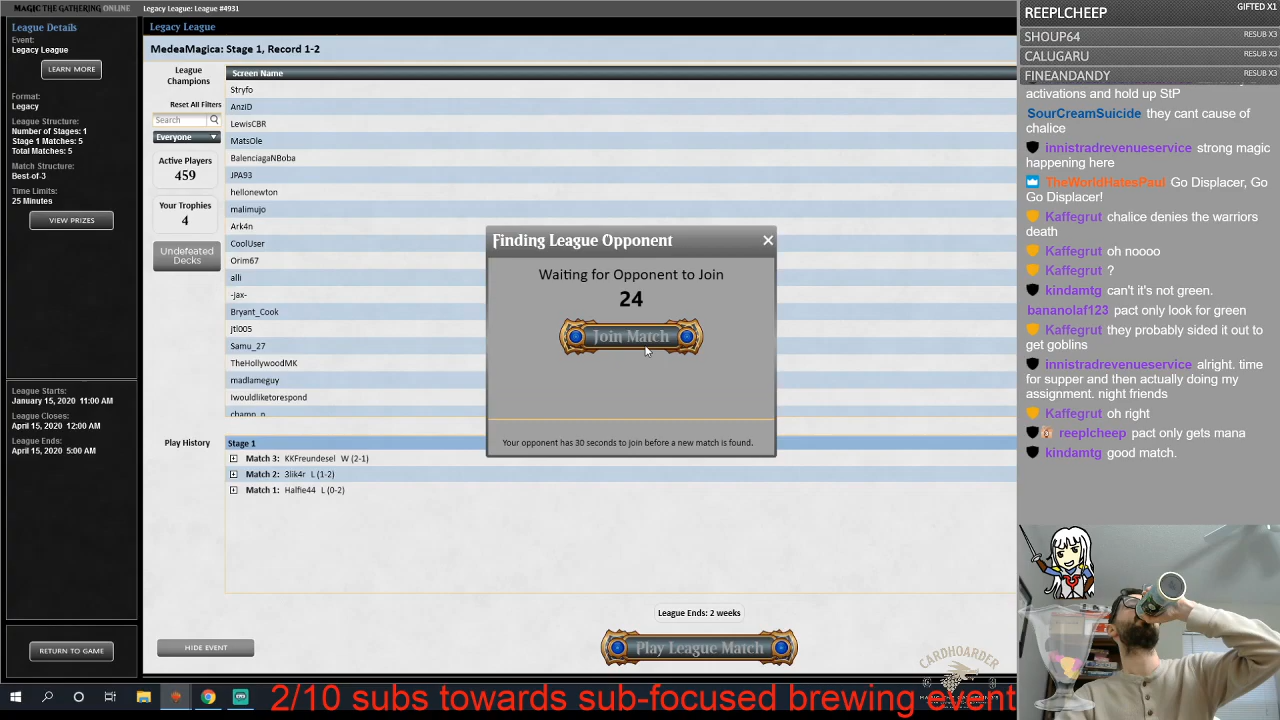 MAGIC THE GATHERING ONLINE
Legacy League: League #4931
League Details
Event:
Legacy League
LEARN MORE
Format:
Legacy
League Structure:
Number of Stages: 1
Stage 1 Matches: 5
Total Matches: 5
Match Structure:
Best-of-3
Time Limits:
25 Minutes
VIEW PRIZES
League Starts:
January 15, 2020 11:00 AM
League Closes:
April 15, 2020 12:00 AM
League Ends:
April 15, 2020 5:00 AM
RETURN TO GAME
Legacy League
MedeaMagica: Stage 1, Record 1-2
League
Champions
Reset All Filters
Search
Everyone
Active Players
459
Your Trophies
4
Undefeated
Decks
Screen Name
Stryfo
AnziD
LewisCBR
MatsOle
BalenciagaNBoba
JPA93
hellonewton
malimujo
Ark4n
CoolUser
Orim67
alli
-jax-
Bryant_Cook
Jtl005
Samu_27
TheHollywoodMK
madlameguy
Iwouldliketorespond
champ_n
Play History
Stage 1
Match 3: KKFreundesel W (2-1)
Match 2: 3lik4r L (1-2)
Match 1: Halfie44 L (0-2)
League Ends: 2 weeks
HIDE EVENT
Play League Match
Finding League Opponent
Waiting for Opponent to Join
24
Join Match
Your opponent has 30 seconds to join before a new match is found.
REEPLCHEEP GIFTED X1
SHOUP64 RESUB X3
CALUGARU RESUB X3
FINEANDANDY RESUB X3
activations and hold up StP
SourCreamSuicide they cant cause of
chalice
innistradrevenueservice strong magic
happening here
TheWorldHatesPaul Go Displacer, Go
Go Displacer!
Kaffegrut chalice denies the warriors
death
Kaffegrut oh noooo
Kaffegrut ?
kindamtg can't it's not green.
bananolaf123 pact only look for green
Kaffegrut they probably sided it out to
get goblins
innistradrevenueservice alright. time
for supper and then actually doing my
assignment. night friends
Kaffegrut oh right
reeplcheep pact only gets mana
kindamtg good match.
CARDHOARDER
2/10 subs towards sub-focused brewing event